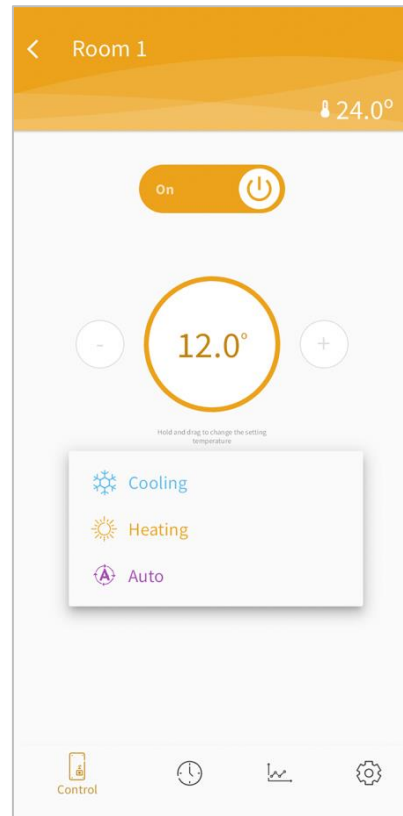 Room 1
24.0°
On
-
12.0°
+
Hold and drag to change the setting
temperature
Cooling
Heating
A
Auto
Control